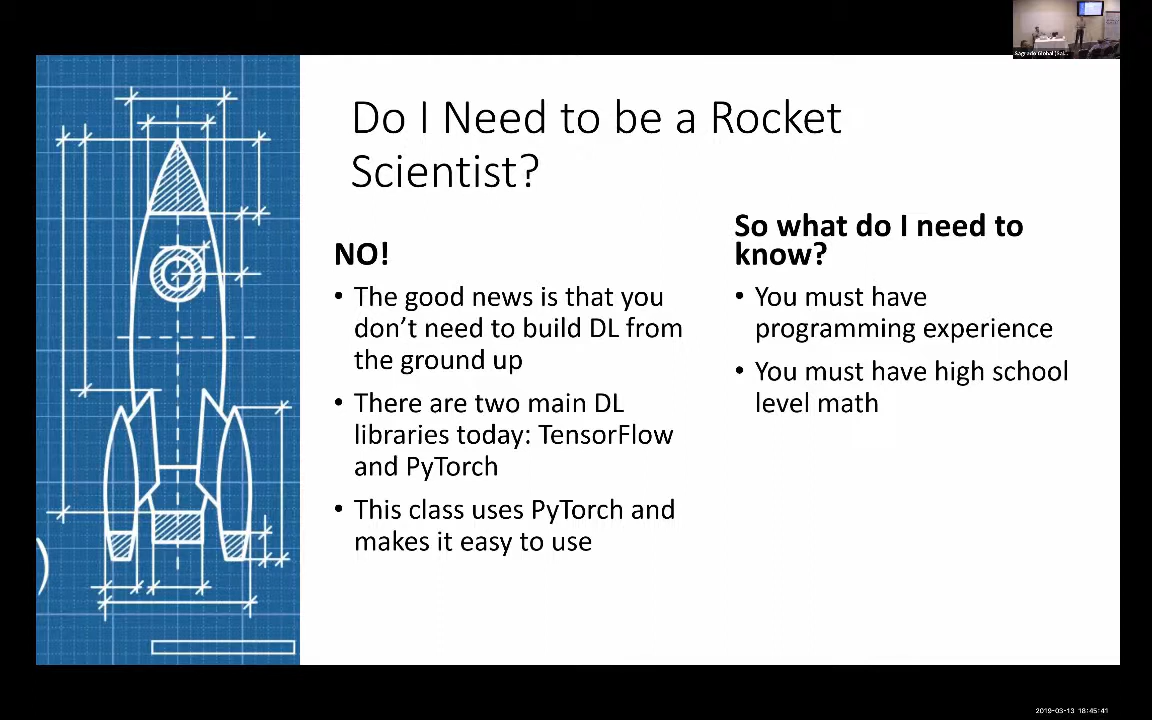 Sagrado Global (Sal...
Do I Need to be a Rocket
Scientist?
NO!
• The good news is that you
don’t need to build DL from
the ground up
• There are two main DL
libraries today: TensorFlow
and PyTorch
• This class uses PyTorch and
makes it easy to use
So what do I need to
know?
• You must have
programming experience
• You must have high school
level math
2019-03-13 18:45:41